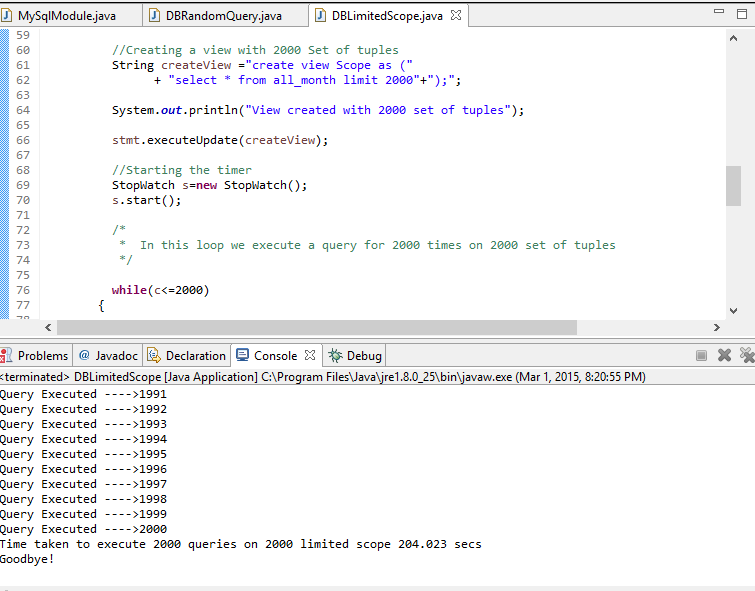 MySqlModule.java DBRandomQuery.java DBLimitedScope.java
59
60 //Creating a view with 2000 Set of tuples
61 String createView ="create view Scope as ("
62 + "select * from all_month limit 2000"+");";
63
64 System.out.println("View created with 2000 set of tuples");
65
66 stmt.executeUpdate(createView);
67
68 //Starting the timer
69 StopWatch s=new StopWatch();
70 s.start();
71
72 /*
73 * In this loop we execute a query for 2000 times on 2000 set of tuples
74 */
75
76 while(c<=2000)
77 {
Problems @ Javadoc Declaration Console Debug
<terminated> DBLimitedScope [Java Application] C:\Program Files\Java\jre1.8.0_25\bin\javaw.exe (Mar 1, 2015, 8:20:55 PM)
Query Executed ---->1991
Query Executed ---->1992
Query Executed ---->1993
Query Executed ---->1994
Query Executed ---->1995
Query Executed ---->1996
Query Executed ---->1997
Query Executed ---->1998
Query Executed ---->1999
Query Executed ---->2000
Time taken to execute 2000 queries on 2000 limited scope 204.023 secs
Goodbye!